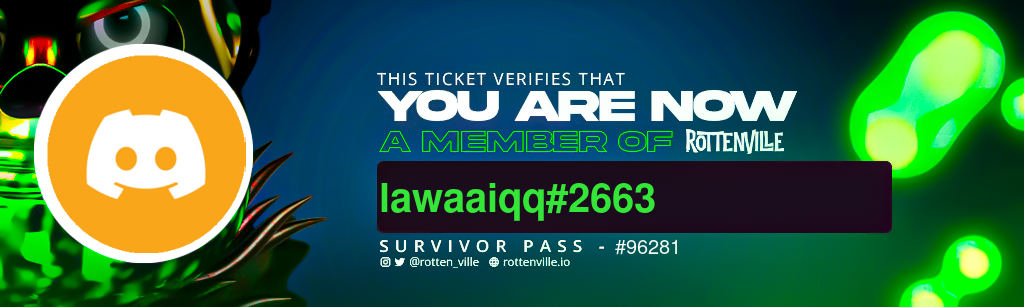 THIS TICKET VERIFIES THAT
YOU ARE NOW
A MEMBER OF ROTTENVILLE
lawaaiqq#2663
SURVIVOR PASS - #96281
@rotten_ville rottenville.io